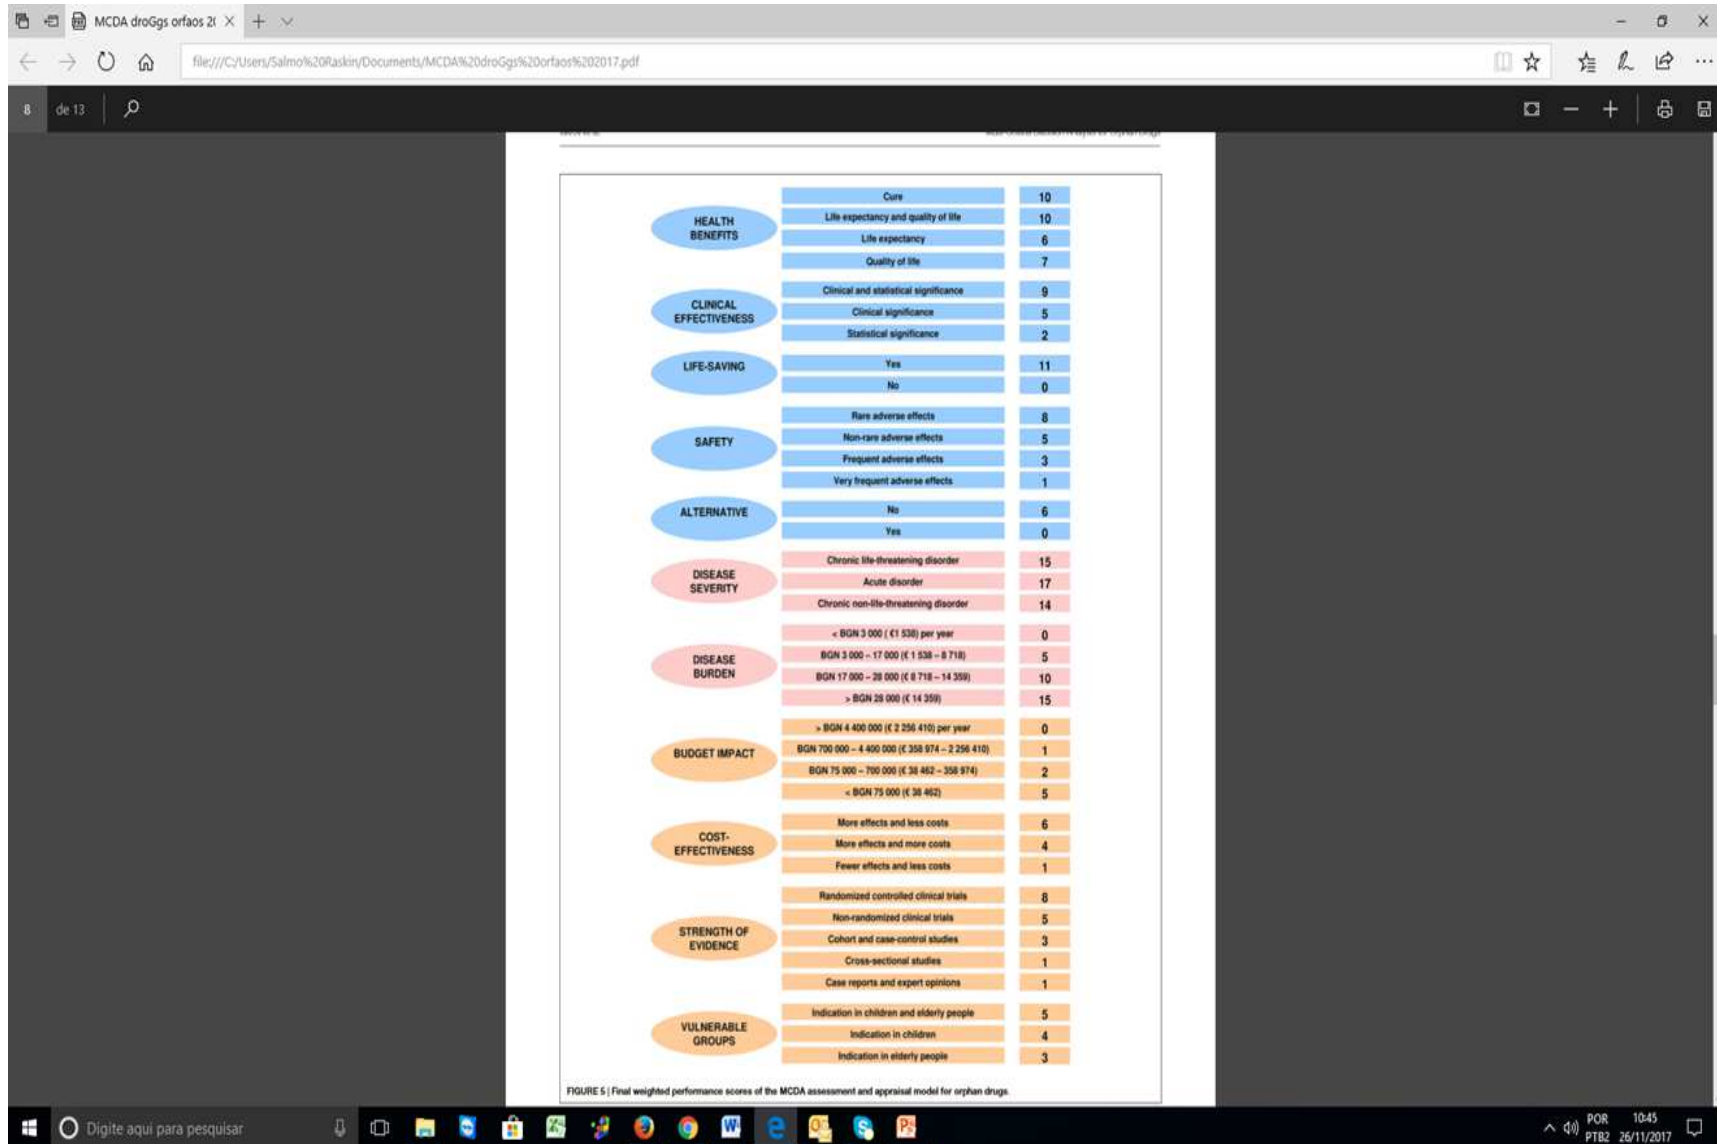 MCDA droGgs orfaos 2(
file:///C:/Users/Salmo%20Raskin/Documents/MCDA%20droGgs%20orfaos%202017.pdf
8 de 13
HEALTH BENEFITS
Cure 10
Life expectancy and quality of life 10
Life expectancy 6
Quality of life 7
CLINICAL EFFECTIVENESS
Clinical and statistical significance 9
Clinical significance 5
Statistical significance 2
LIFE-SAVING
Yes 11
No 0
SAFETY
Rare adverse effects 8
Non-rare adverse effects 5
Frequent adverse effects 3
Very frequent adverse effects 1
ALTERNATIVE
No 6
Yes 0
DISEASE SEVERITY
Chronic life-threatening disorder 15
Acute disorder 17
Chronic non-life-threatening disorder 14
DISEASE BURDEN
< BGN 3 000 ( €1 538) per year 0
BGN 3 000 – 17 000 (€ 1 538 – 8 718) 5
BGN 17 000 – 28 000 (€ 8 718 – 14 359) 10
> BGN 28 000 (€ 14 359) 15
BUDGET IMPACT
> BGN 4 400 000 (€ 2 256 410) per year 0
BGN 700 000 – 4 400 000 (€ 358 974 – 2 256 410) 1
BGN 75 000 – 700 000 (€ 38 462 – 358 974) 2
< BGN 75 000 (€ 38 462) 5
COST-EFFECTIVENESS
More effects and less costs 6
More effects and more costs 4
Fewer effects and less costs 1
STRENGTH OF EVIDENCE
Randomized controlled clinical trials 8
Non-randomized clinical trials 5
Cohort and case-control studies 3
Cross-sectional studies 1
Case reports and expert opinions 1
VULNERABLE GROUPS
Indication in children and elderly people 5
Indication in children 4
Indication in elderly people 3
FIGURE 5 | Final weighted performance scores of the MCDA assessment and appraisal model for orphan drugs.
Digite aqui para pesquisar
POR 10:45
PTB2 26/11/2017